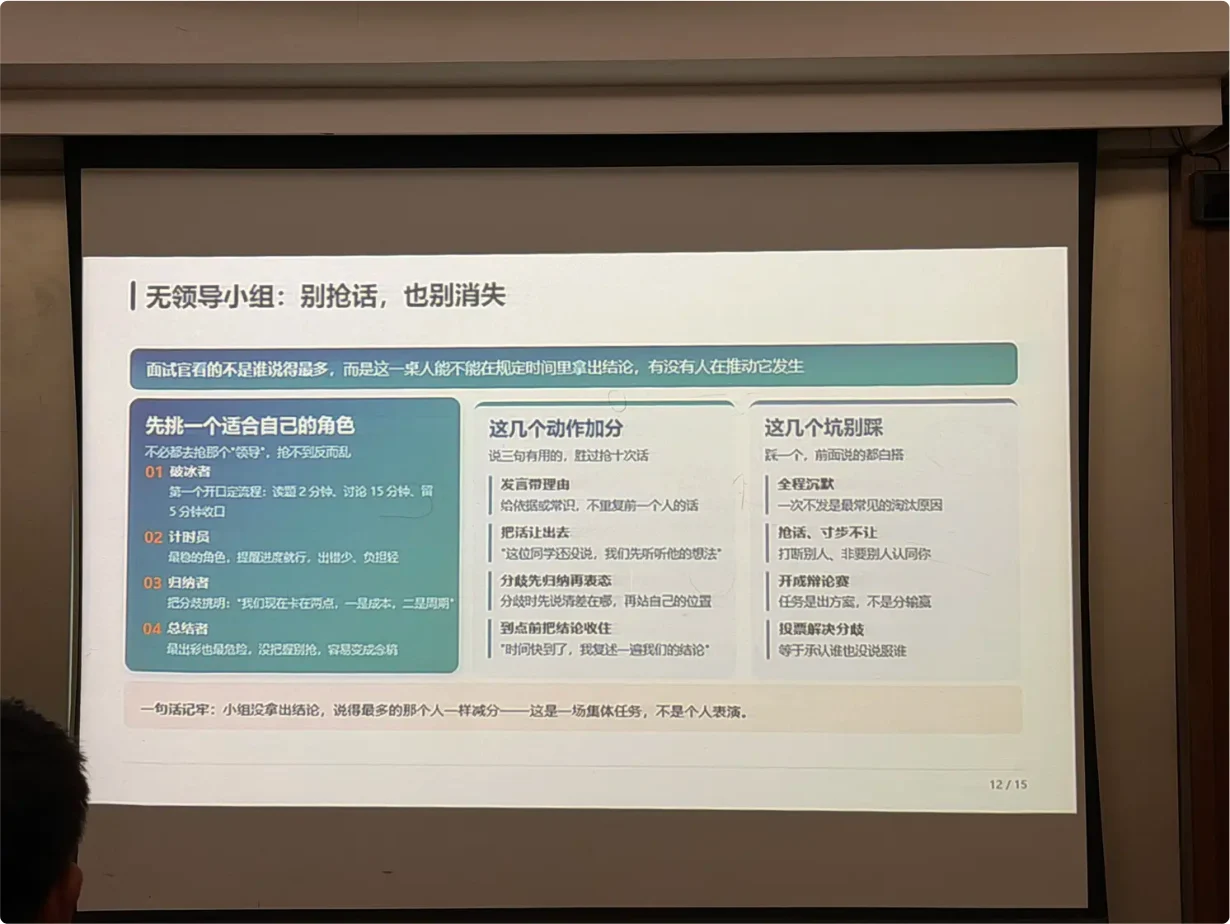 无领导小组：别抢话，也别消失
面试官看的不是谁说得最多，而是这一桌人能不能在规定时间里拿出结论，有没有人在推动它发生
先挑一个适合自己的角色
不必都去抢那个"领导"，抢不到反而乱
01 破冰者
第一个开口定流程：读题 2 分钟、讨论 15 分钟、留
5 分钟收口
02 计时员
最稳的角色，提醒进度就行，出错少、负担轻
03 归纳者
把分歧挑明："我们现在卡在两点，一是成本，二是周期"
04 总结者
最出彩也最危险，没把握别抢，容易变成念稿
这几个动作加分
说三句有用的，胜过抢十次话
发言带理由
给依据或常识，不重复前一个人的话
把话让出去
"这位同学还没说，我们先听听他的想法"
分歧先归纳再表态
分歧时先说清差在哪，再站自己的位置
到点前把结论收住
"时间快到了，我复述一遍我们的结论"
这几个坑别踩
踩一个，前面说的都白搭
全程沉默
一次不发是最常见的淘汰原因
抢话、寸步不让
打断别人、非要别人认同你
开成辩论赛
任务是出方案，不是分输赢
投票解决分歧
等于承认谁也没说服谁
一句话记牢：小组没拿出结论，说得最多的那个人一样减分——这是一场集体任务，不是个人表演。
12 / 15